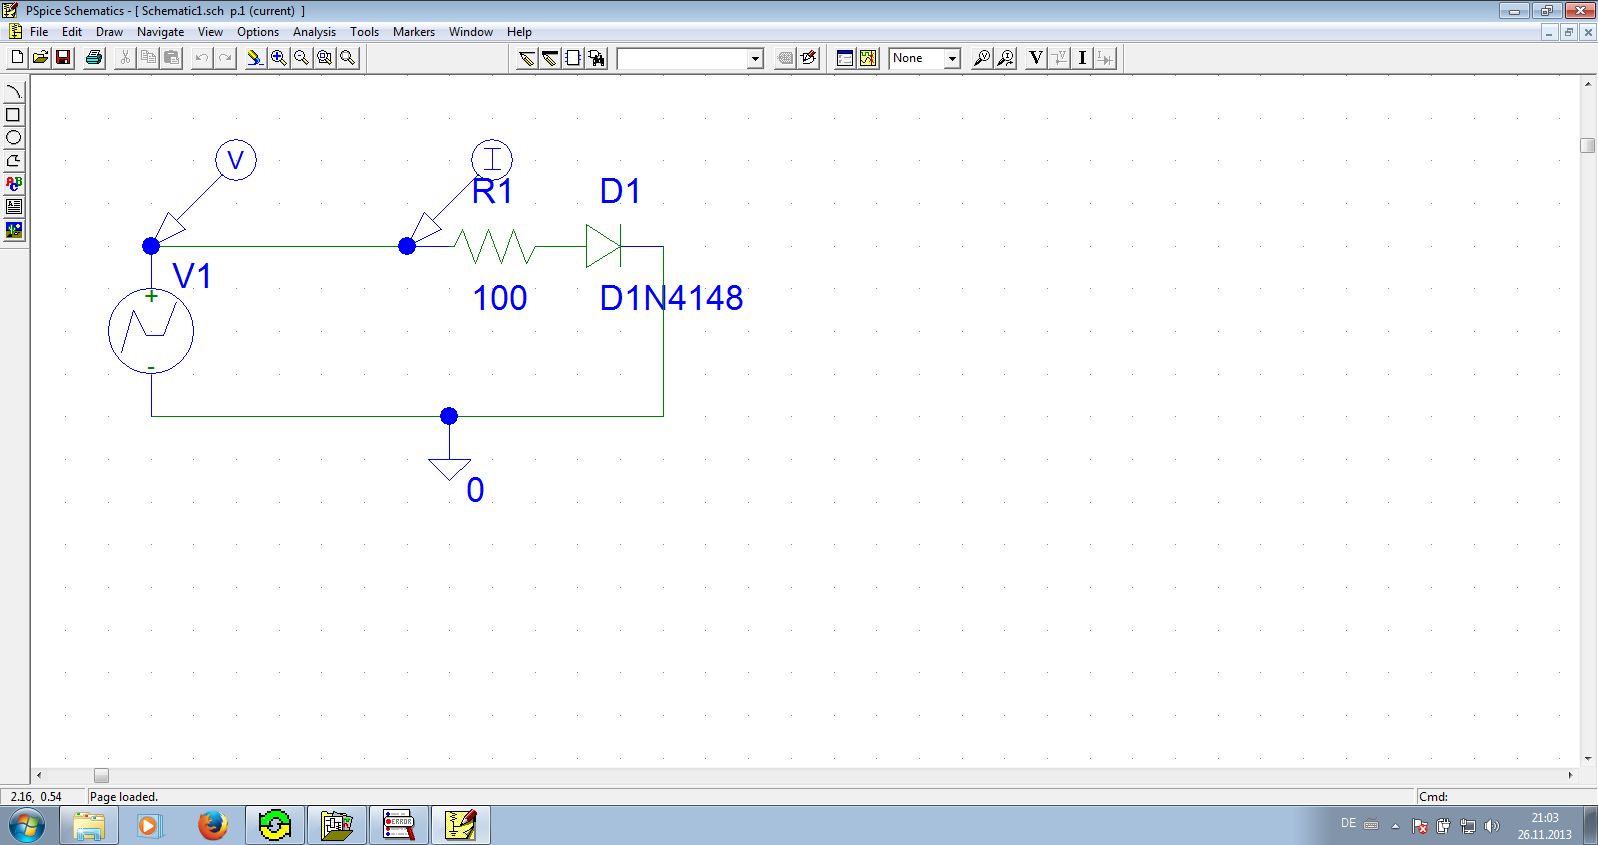 PSpice Schematics - [ Schematic1.sch p.1 (current) ]
File Edit Draw Navigate View Options Analysis Tools Markers Window Help
None V I
V
I
R1 D1
V1
+
100 D1N4148
-
0
2.16, 0.54 Page loaded. Cmd:
ERROR
DE 21:03
26.11.2013